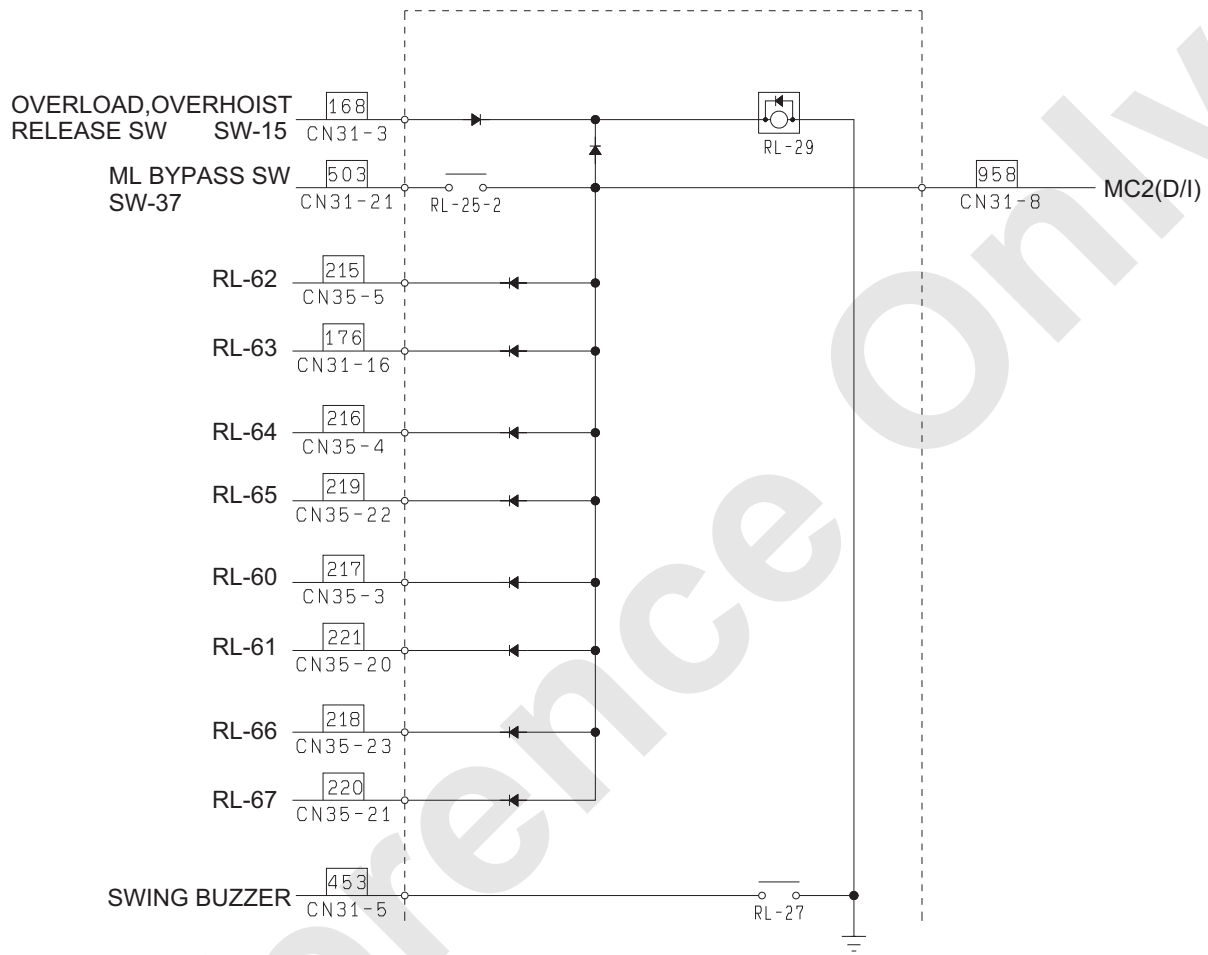 OVERLOAD,OVERHOIST
RELEASE SW SW-15
168
CN31-3
RL-29
ML BYPASS SW
SW-37
503
CN31-21
RL-25-2
958
CN31-8
MC2(D/I)
RL-62
215
CN35-5
RL-63
176
CN31-16
RL-64
216
CN35-4
RL-65
219
CN35-22
RL-60
217
CN35-3
RL-61
221
CN35-20
RL-66
218
CN35-23
RL-67
220
CN35-21
SWING BUZZER
453
CN31-5
RL-27
erence Only